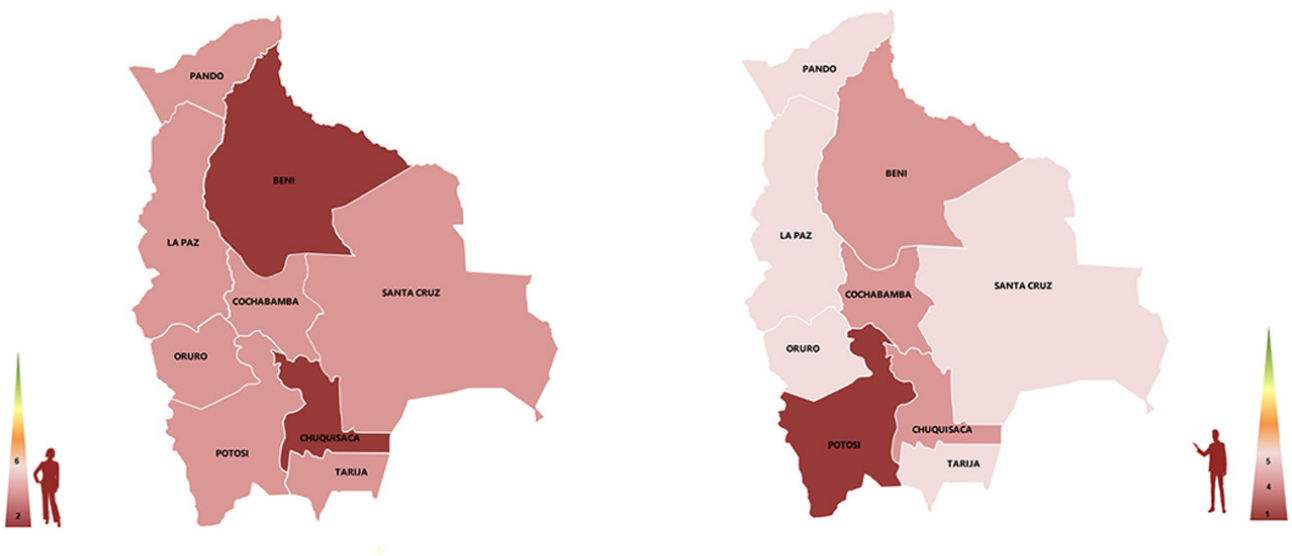 PANDO
BENI
LA PAZ
COCHABAMBA
SANTA CRUZ
ORURO
CHUQUISACA
POTOSI
TARIJA
6
2
PANDO
BENI
LA PAZ
SANTA CRUZ
COCHABAMBA
ORURO
CHUQUISACA
POTOSI
TARIJA
5
4
1